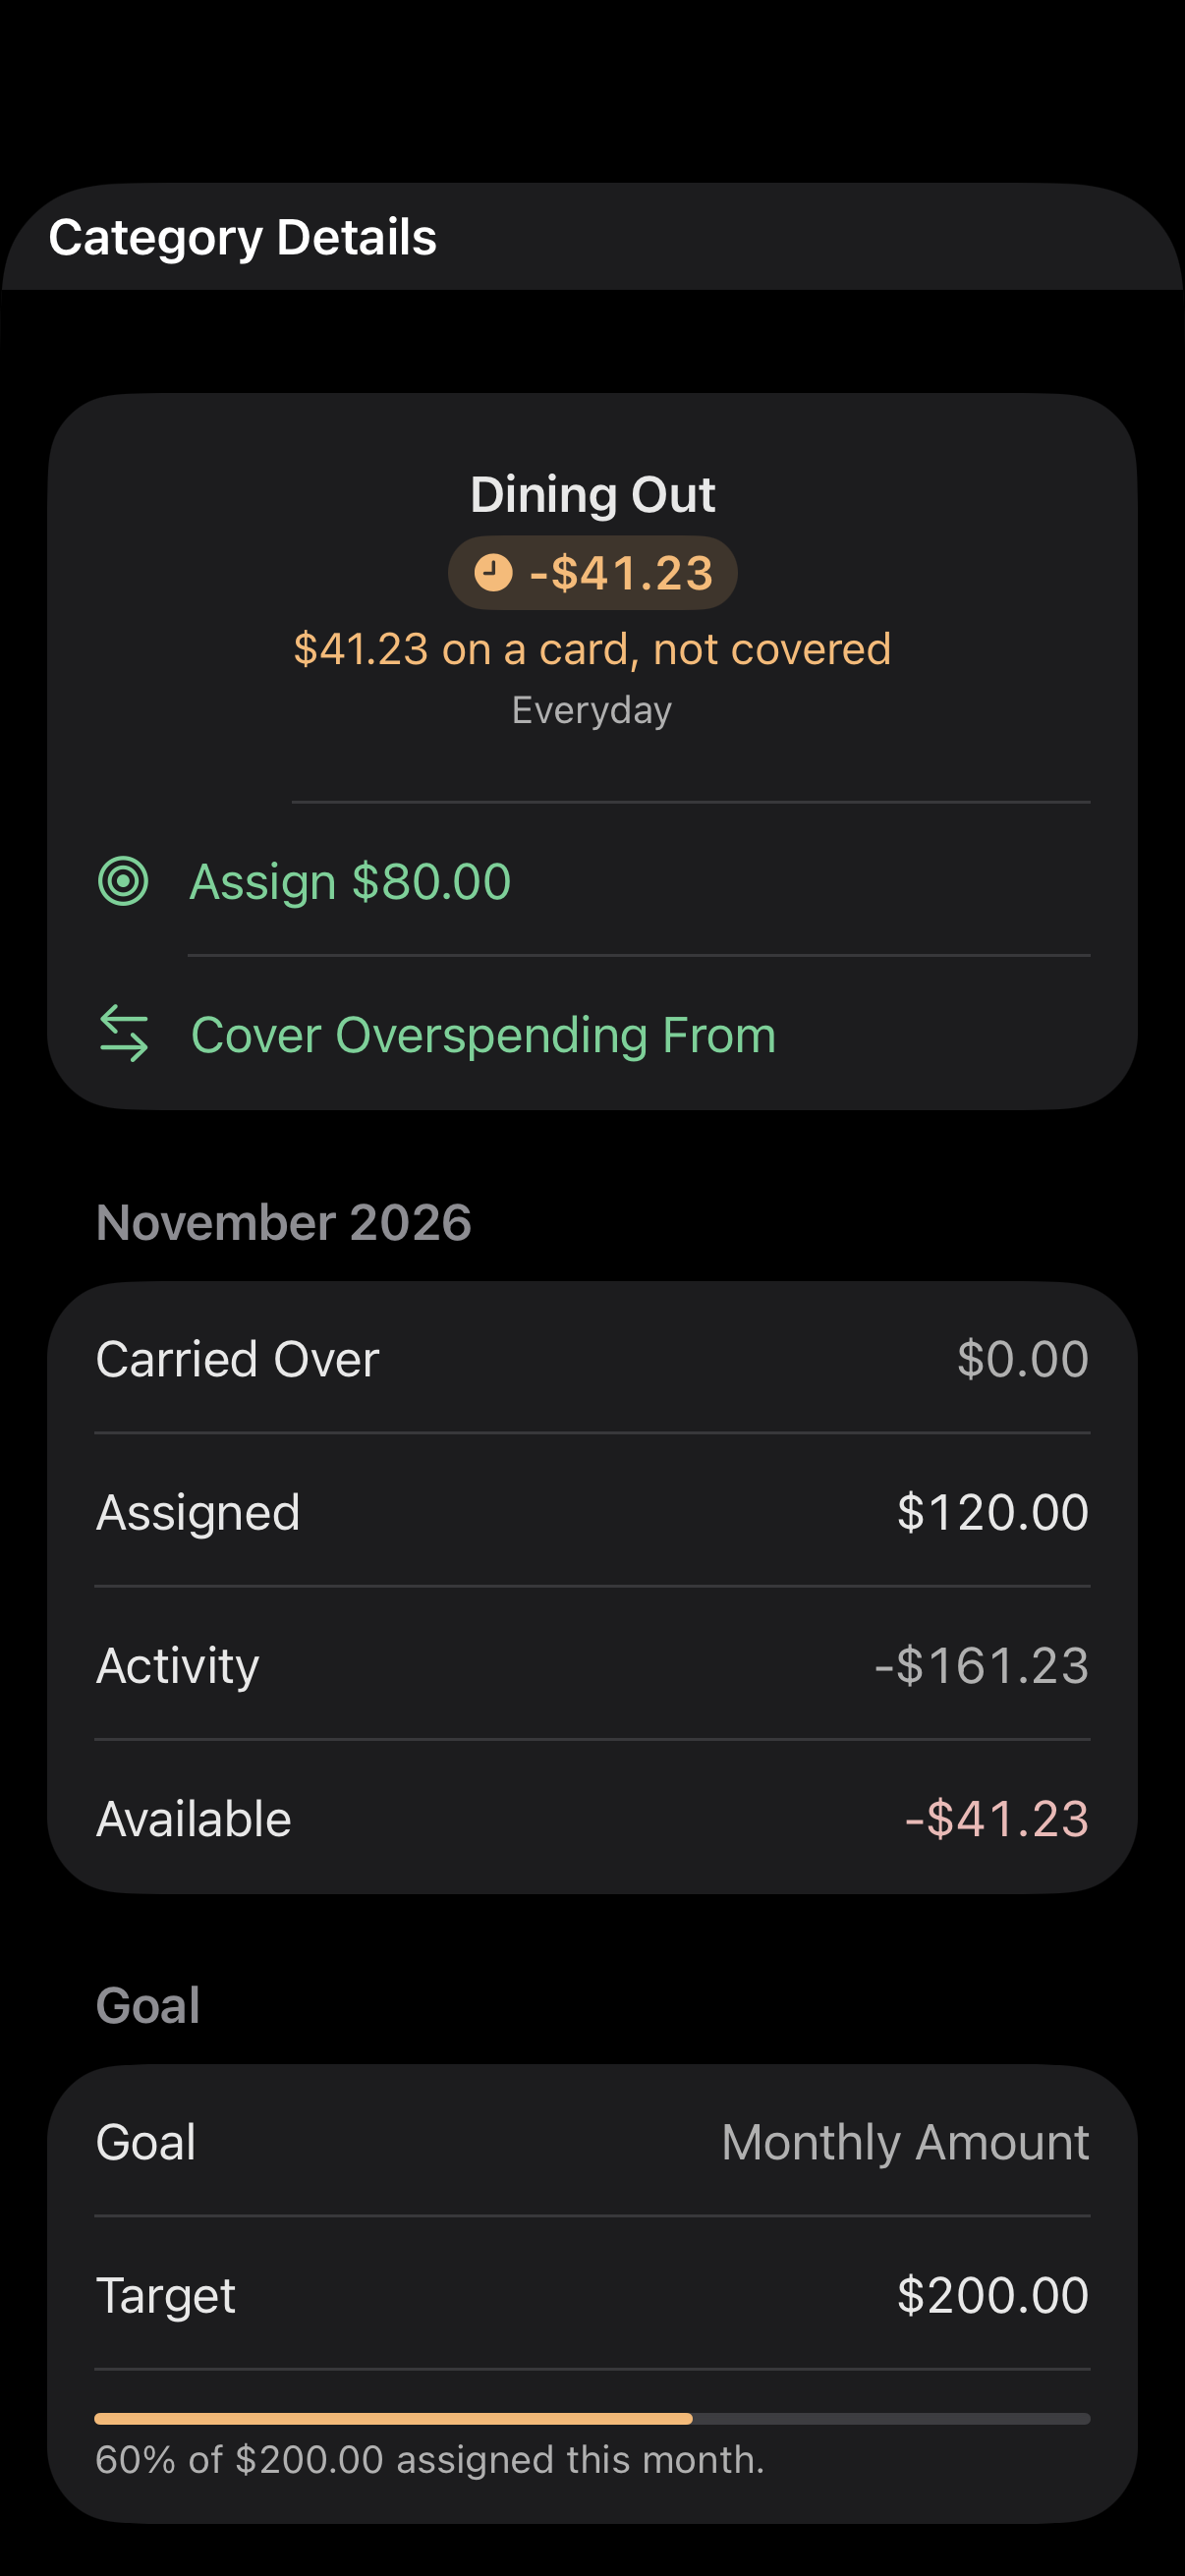 Category Details
Dining Out
-$41.23
$41.23 on a card, not covered
Everyday
Assign $80.00
Cover Overspending From
November 2026
Carried Over $0.00
Assigned $120.00
Activity -$161.23
Available -$41.23
Goal
Goal Monthly Amount
Target $200.00
60% of $200.00 assigned this month.